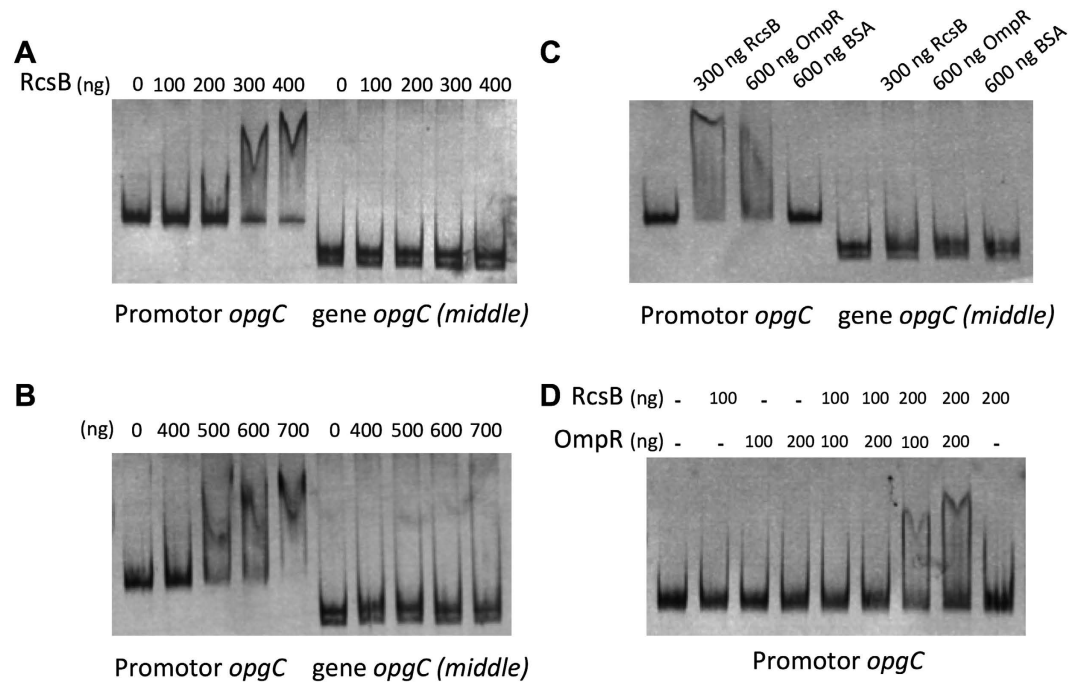 A
RcsB (ng) 0 100 200 300 400 0 100 200 300 400
Promotor opgC gene opgC (middle)
B
(ng) 0 400 500 600 700 0 400 500 600 700
Promotor opgC gene opgC (middle)
C
300 ng RcsB
600 ng OmpR
600 ng BSA
300 ng RcsB
600 ng OmpR
600 ng BSA
Promotor opgC gene opgC (middle)
D
RcsB (ng) - 100 - - 100 100 200 200 200
OmpR (ng) - - 100 200 100 200 100 200 -
Promotor opgC